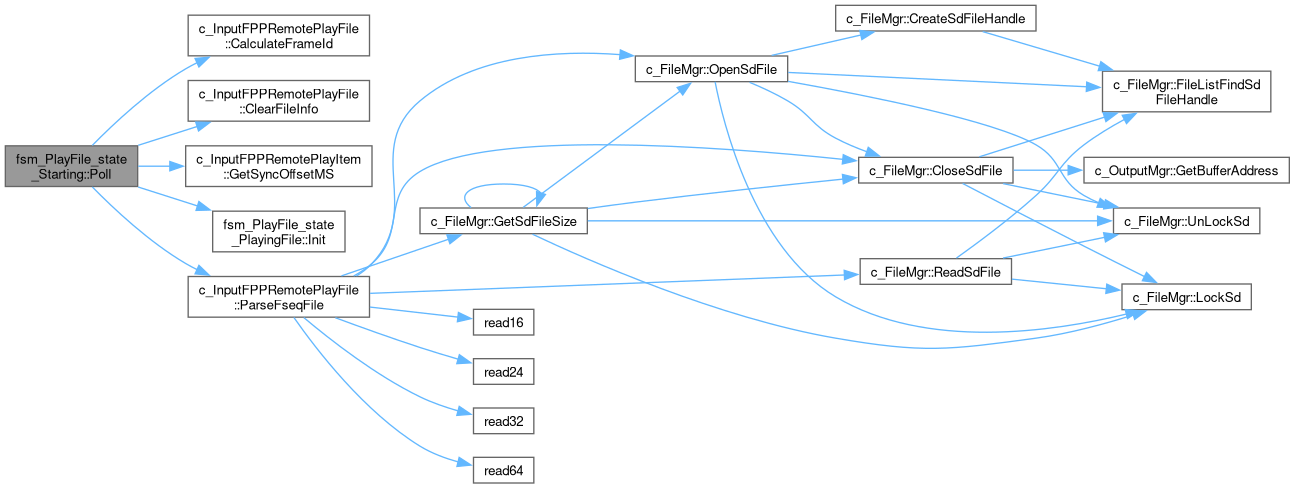 fsm_PlayFile_state
_Starting::Poll
c_InputFPPRemotePlayFile
::CalculateFrameId
c_InputFPPRemotePlayFile
::ClearFileInfo
c_InputFPPRemotePlayItem
::GetSyncOffsetMS
fsm_PlayFile_state
_PlayingFile::Init
c_InputFPPRemotePlayFile
::ParseFseqFile
c_FileMgr::GetSdFileSize
read16
read24
read32
read64
c_FileMgr::OpenSdFile
c_FileMgr::CreateSdFileHandle
c_FileMgr::CloseSdFile
c_FileMgr::ReadSdFile
c_FileMgr::FileListFindSd
FileHandle
c_OutputMgr::GetBufferAddress
c_FileMgr::UnLockSd
c_FileMgr::LockSd